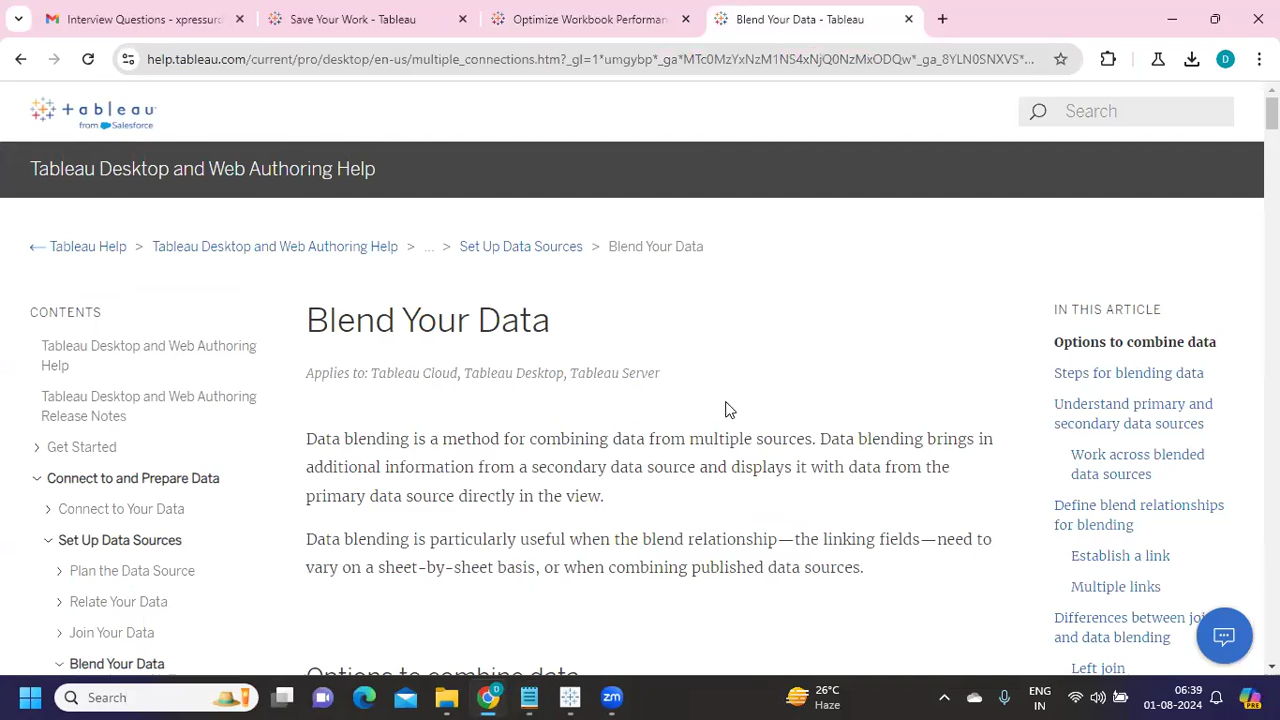 Interview Questions - xpressurd
Save Your Work - Tableau
Optimize Workbook Performan
Blend Your Data - Tableau
help.tableau.com/current/pro/desktop/en-us/multiple_connections.htm?_gl=1*umgybp*_ga*MTc0MzYxNzM1NS4xNjQ0NzMxODQw*_ga_8YLN0SNXVS*...
D
+ a b l e a u
from Salesforce
Search
Tableau Desktop and Web Authoring Help
← Tableau Help > Tableau Desktop and Web Authoring Help > ... > Set Up Data Sources > Blend Your Data
CONTENTS
Tableau Desktop and Web Authoring
Help
Tableau Desktop and Web Authoring
Release Notes
Get Started
Connect to and Prepare Data
Connect to Your Data
Set Up Data Sources
Plan the Data Source
Relate Your Data
Join Your Data
Blend Your Data
Blend Your Data
Applies to: Tableau Cloud, Tableau Desktop, Tableau Server
Data blending is a method for combining data from multiple sources. Data blending brings in
additional information from a secondary data source and displays it with data from the
primary data source directly in the view.
Data blending is particularly useful when the blend relationship—the linking fields—need to
vary on a sheet-by-sheet basis, or when combining published data sources.
Options to combine data
IN THIS ARTICLE
Options to combine data
Steps for blending data
Understand primary and
secondary data sources
Work across blended
data sources
Define blend relationships
for blending
Establish a link
Multiple links
Differences between joi
and data blending
Left join
Search
D
zm
26°C
Haze
ENG
IN
06:39
01-08-2024
PRE